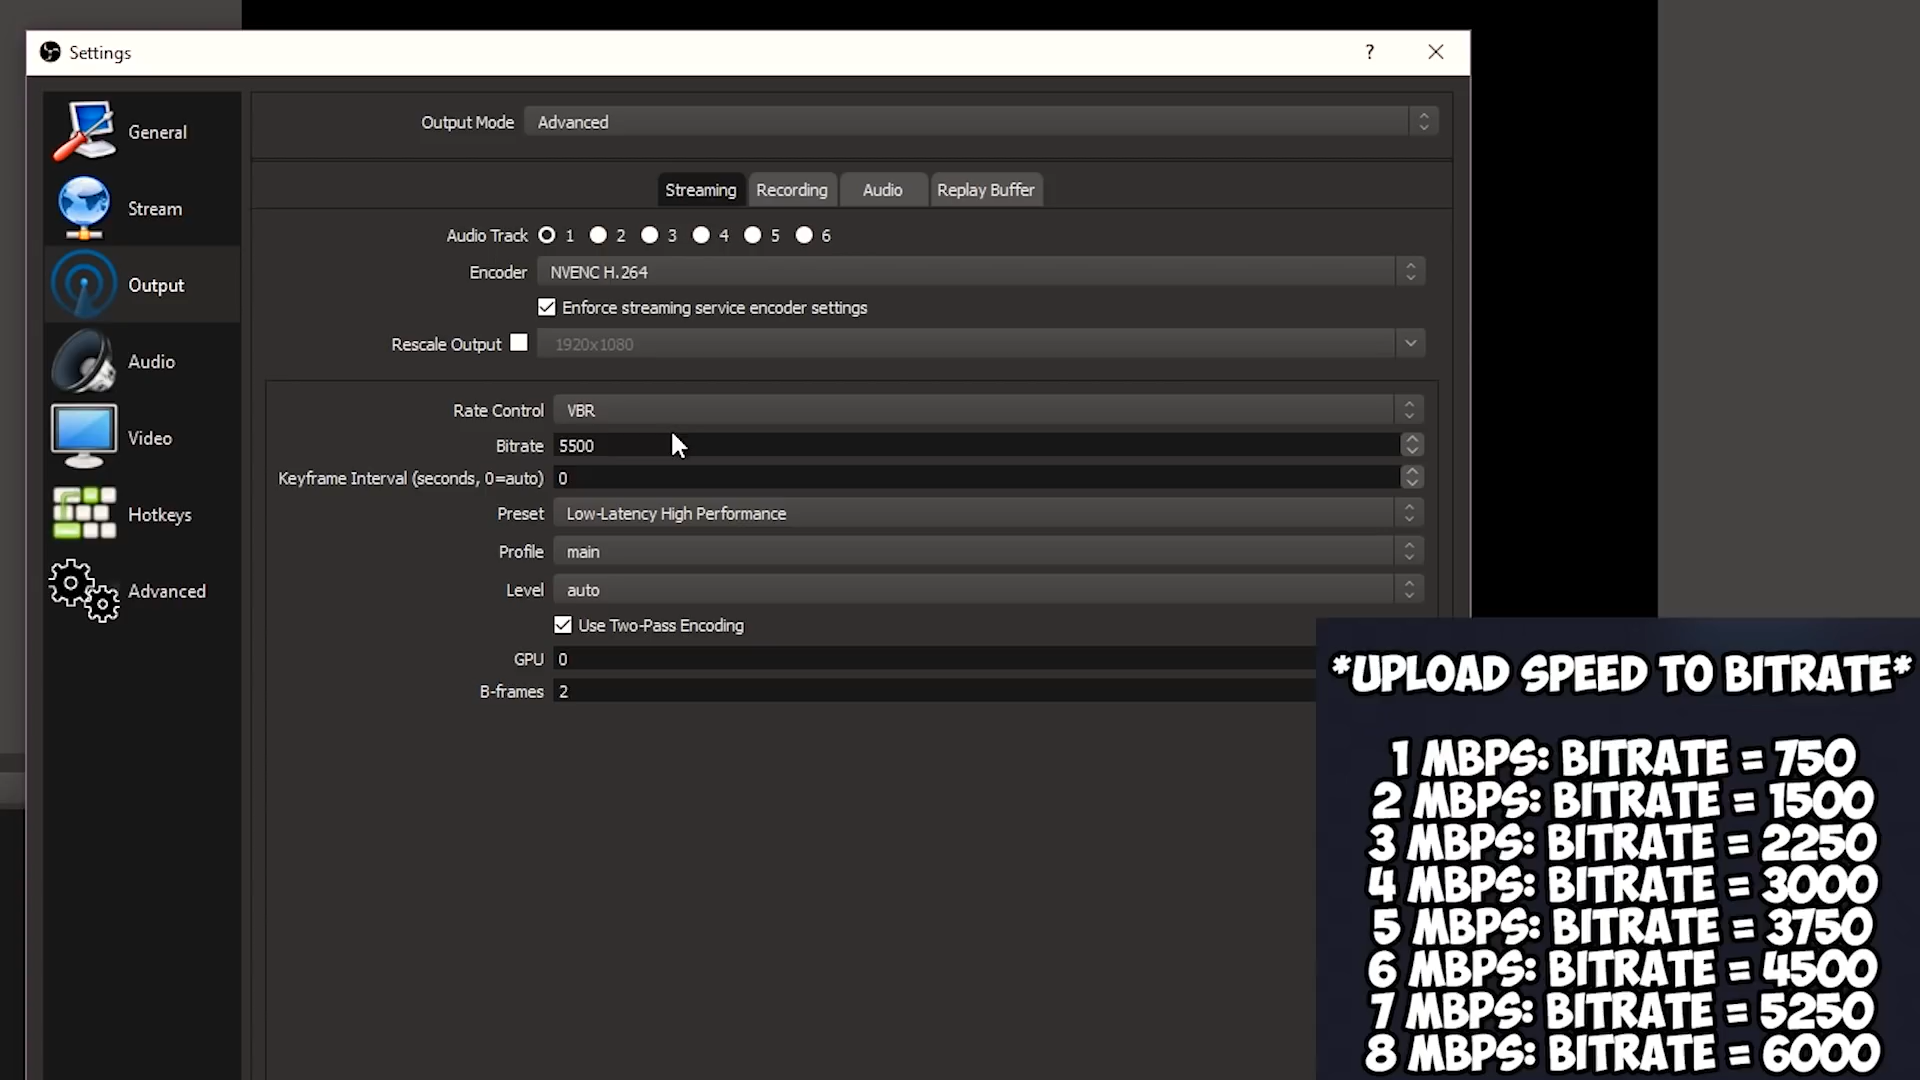 Settings
?
General
Stream
Output
Audio
Video
Hotkeys
Advanced
Output Mode Advanced
Streaming Recording Audio Replay Buffer
Audio Track 1 2 3 4 5 6
Encoder NVENC H.264
Enforce streaming service encoder settings
Rescale Output 1920x1080
Rate Control VBR
Bitrate 5500
Keyframe Interval (seconds, 0=auto) 0
Preset Low-Latency High Performance
Profile main
Level auto
Use Two-Pass Encoding
GPU 0
B-frames 2
*UPLOAD SPEED TO BITRATE*
1 MBPS: BITRATE = 750
2 MBPS: BITRATE = 1500
3 MBPS: BITRATE = 2250
4 MBPS: BITRATE = 3000
5 MBPS: BITRATE = 3750
6 MBPS: BITRATE = 4500
7 MBPS: BITRATE = 5250
8 MBPS: BITRATE = 6000